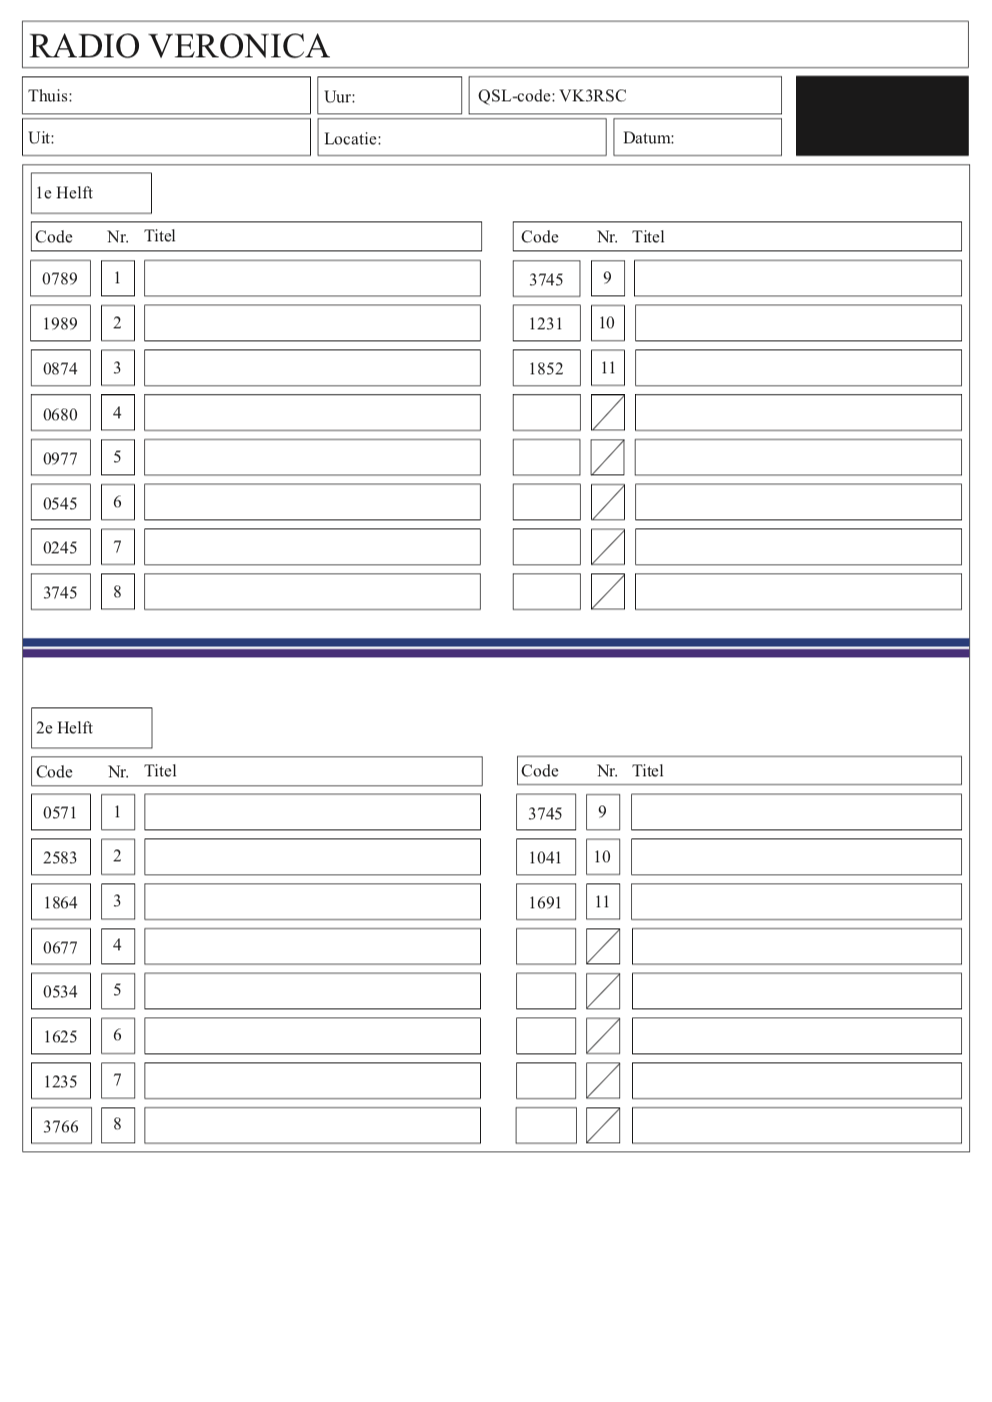 RADIO VERONICA
Thuis:
Uur:
QSL-code: VK3RSC
Uit:
Locatie:
Datum:
1e Helft
Code Nr. Titel
0789 1
1989 2
0874 3
0680 4
0977 5
0545 6
0245 7
3745 8
Code Nr. Titel
3745 9
1231 10
1852 11
2e Helft
Code Nr. Titel
0571 1
2583 2
1864 3
0677 4
0534 5
1625 6
1235 7
3766 8
Code Nr. Titel
3745 9
1041 10
1691 11